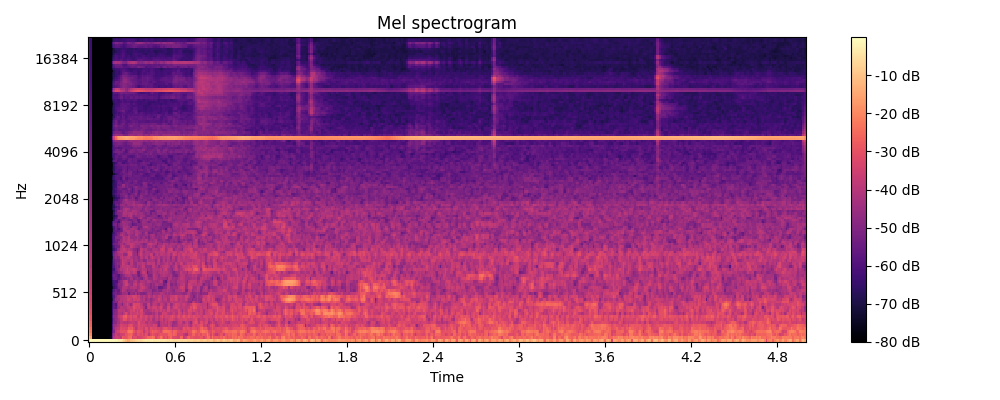 Mel spectrogram
16384
8192
4096
2048
1024
512
0
Hz
0 0.6 1.2 1.8 2.4 3 3.6 4.2 4.8
Time
-10 dB
-20 dB
-30 dB
-40 dB
-50 dB
-60 dB
-70 dB
-80 dB